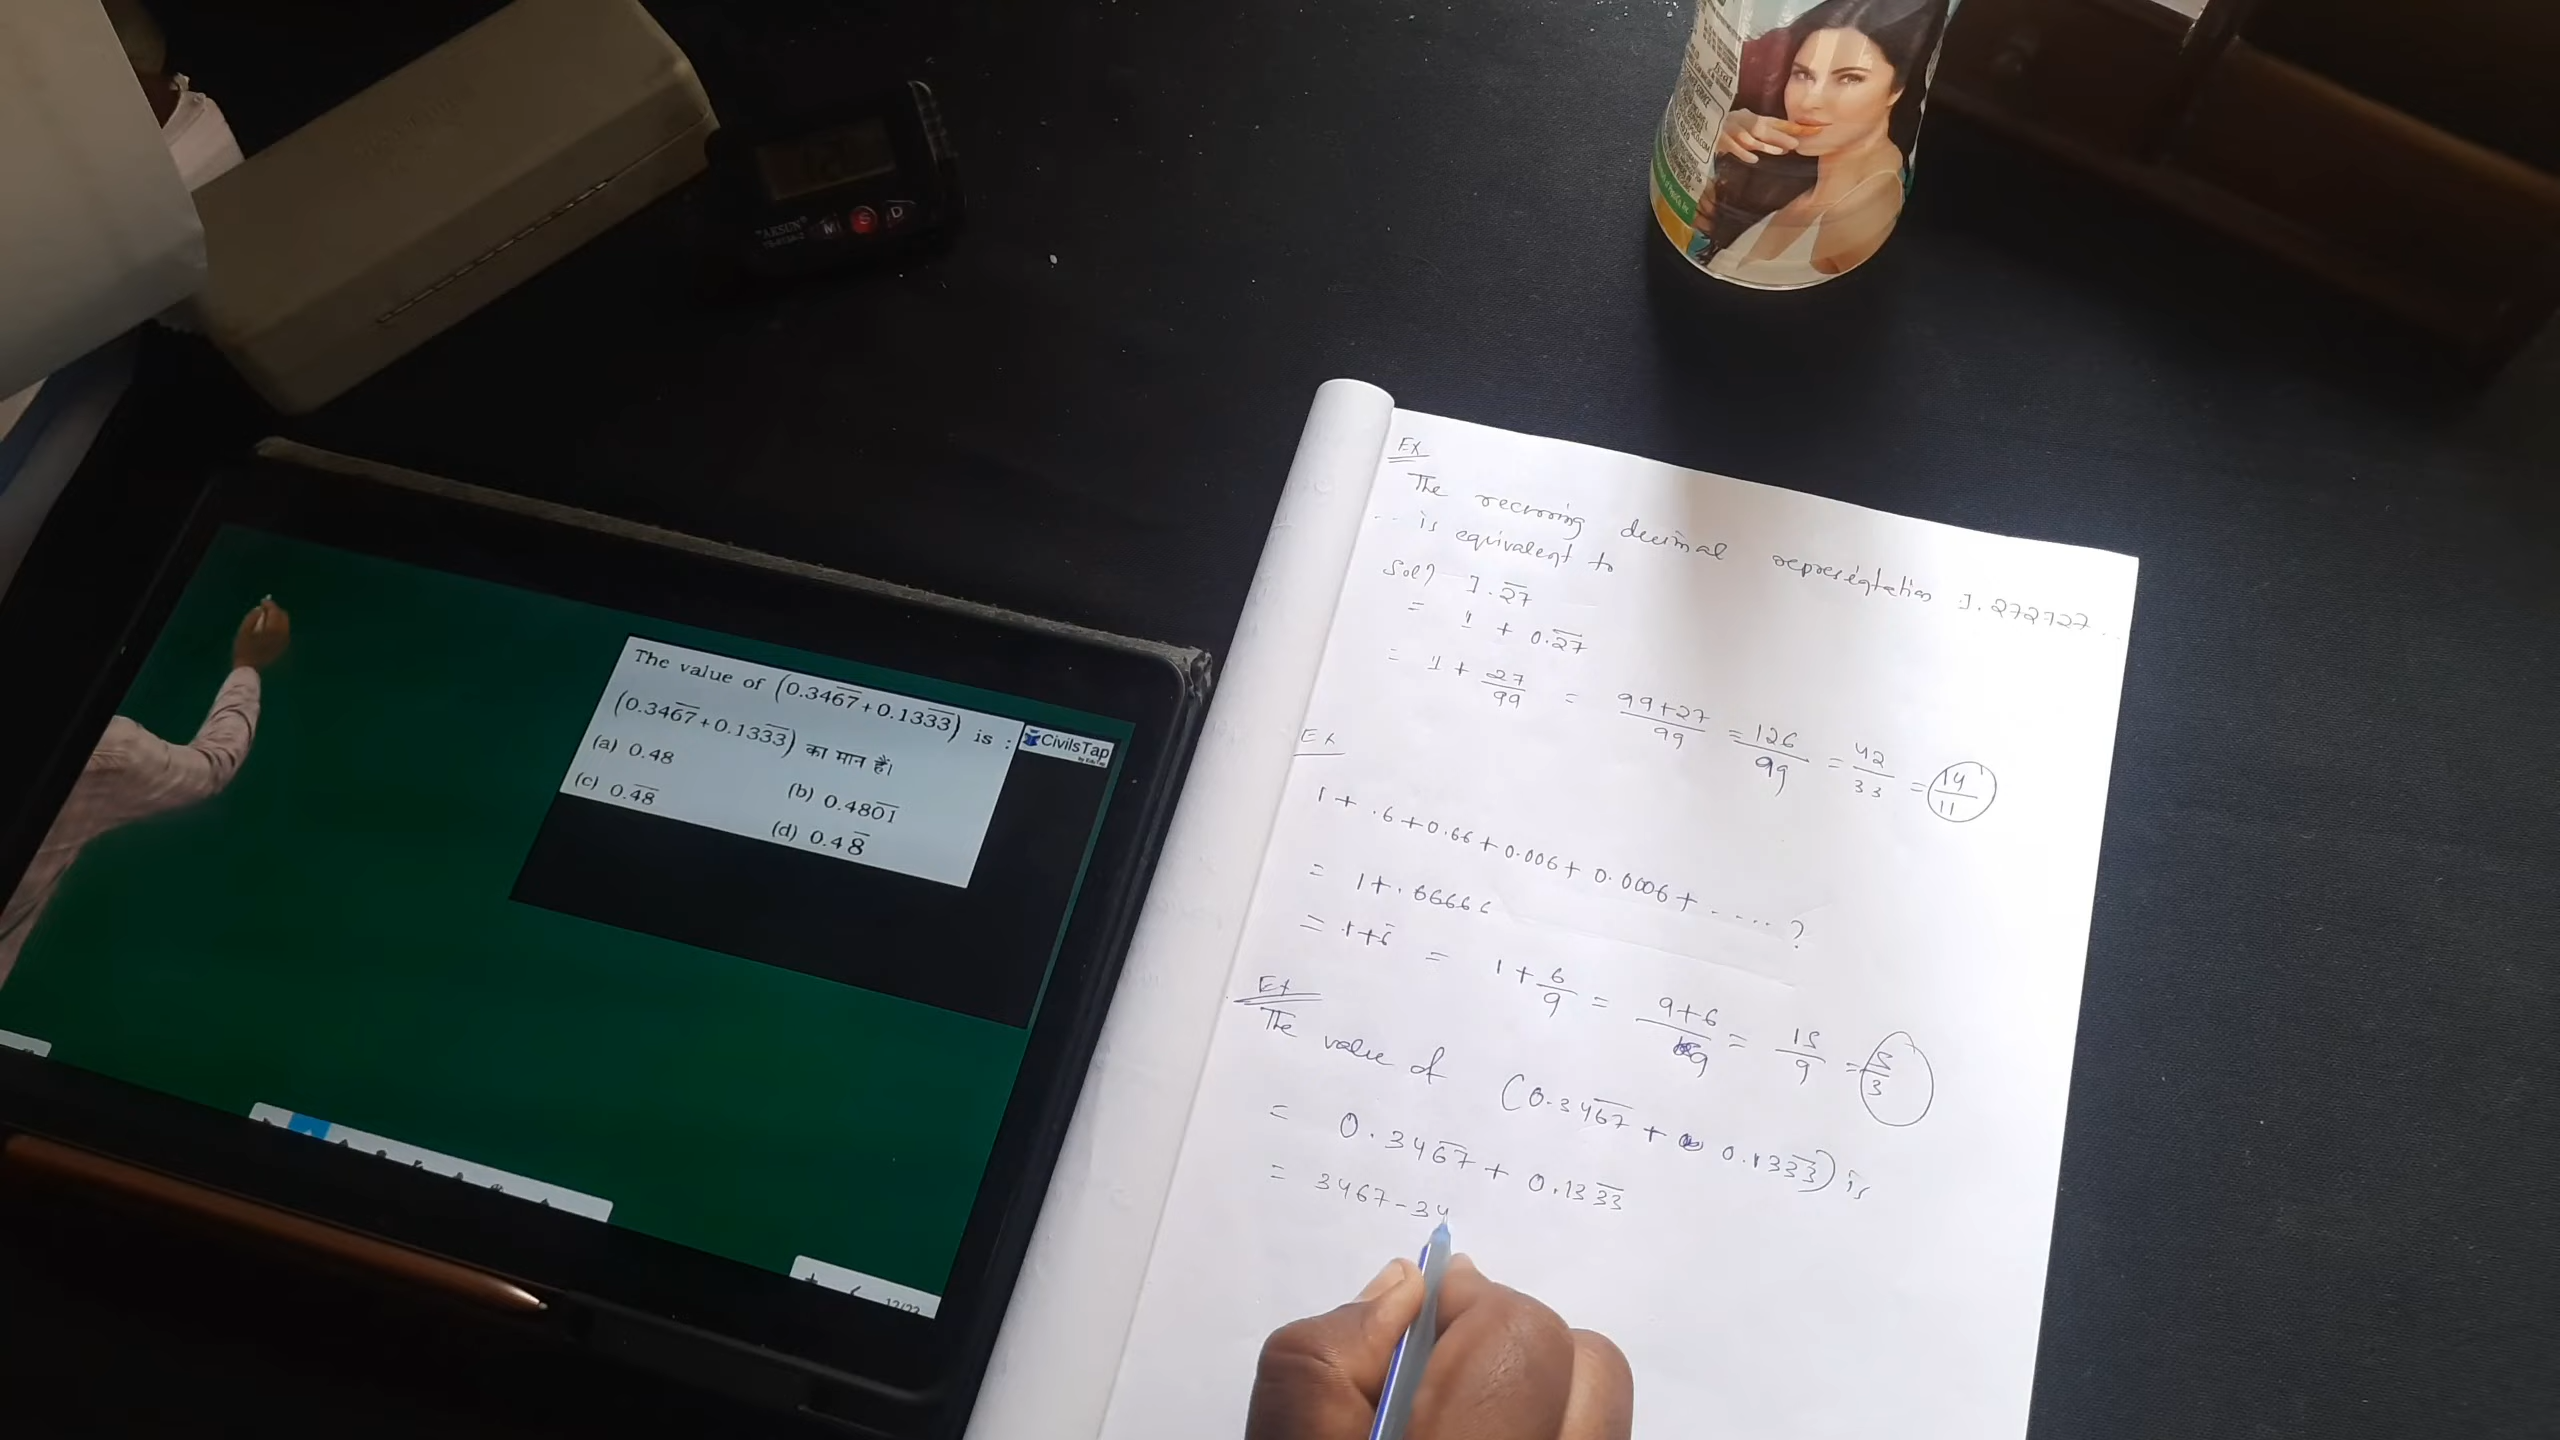 "AKSUN"
M S D
The value of (0.346̅7̅ + 0.133̅3̅) is :
(0.346̅7̅ + 0.133̅3̅) का मान हैं।
(a) 0.48
(b) 0.480̅1̅
(c) 0.4̅8̅
(d) 0.48̅
CivilsTap
12/22
Ex
The recrring decimal represetation 1.272727...
... is equivalent to
Sol? 1.2̅7̅
= 1 + 0.2̅7̅
= 1 + 27/99 = 99+27/99 = 126/99 = 42/33 = 14/11
Ex
1 + .6 + 0.66 + 0.006 + 0.0006 + ..... ?
= 1 + .66666
= 1 + 6̅ = 1 + 6/9 = 9+6/9 = 15/9 = 5/3
Ex
The value of (0.346̅7̅ + 0.133̅3̅) is
= 0.346̅7̅ + 0.133̅3̅
= 3467 - 34